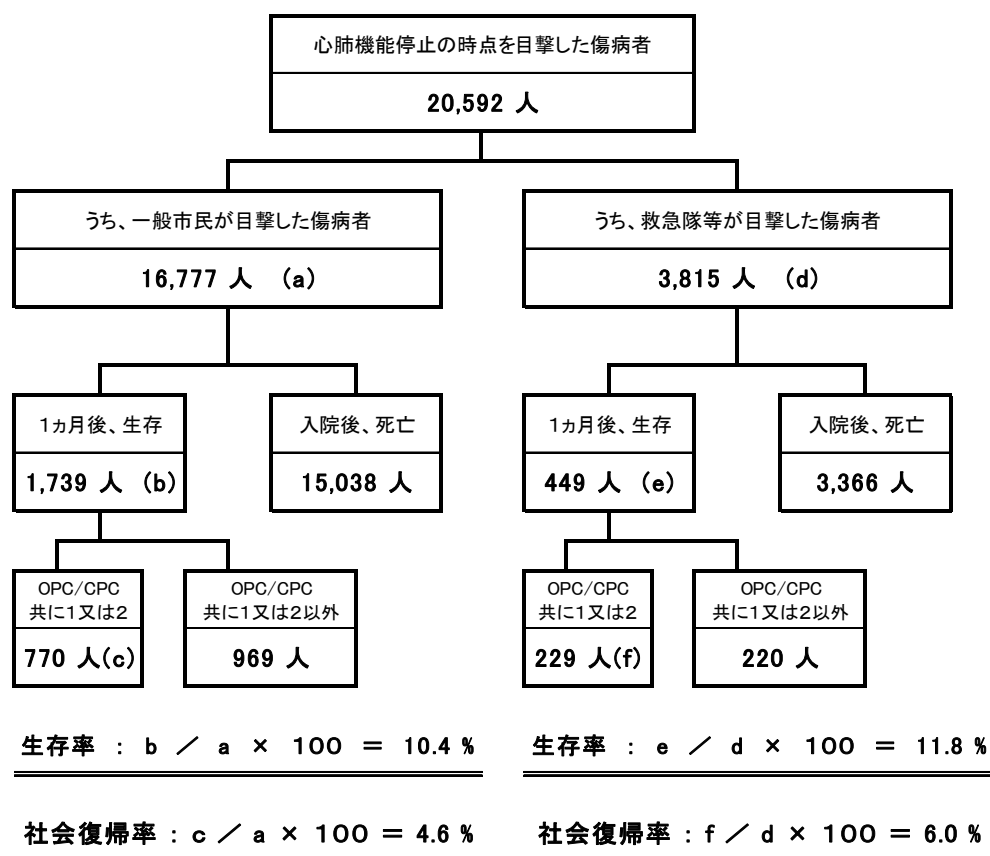 心肺機能停止の時点を目撃した傷病者
20,592 人
うち、一般市民が目撃した傷病者
16,777 人 (a)
うち、救急隊等が目撃した傷病者
3,815 人 (d)
1ヵ月後、生存
1,739 人 (b)
入院後、死亡
15,038 人
1ヵ月後、生存
449 人 (e)
入院後、死亡
3,366 人
OPC/CPC
共に1又は2
770 人(c)
OPC/CPC
共に1又は2以外
969 人
OPC/CPC
共に1又は2
229 人(f)
OPC/CPC
共に1又は2以外
220 人
生存率 : b / a × 100 = 10.4 %
生存率 : e / d × 100 = 11.8 %
社会復帰率 : c / a × 100 = 4.6 %
社会復帰率 : f / d × 100 = 6.0 %